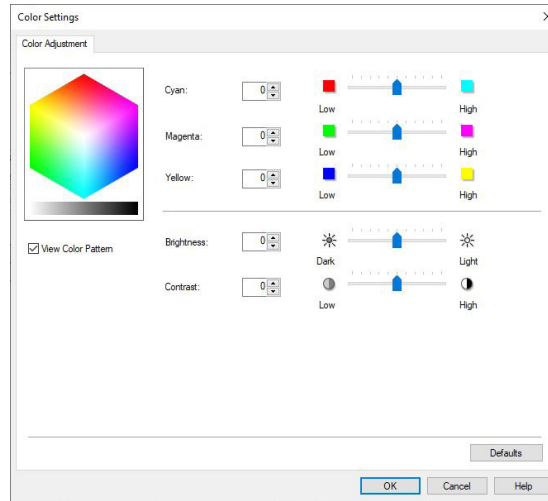 Color Settings
Color Adjustment
Cyan: 0
Low High
Magenta: 0
Low High
Yellow: 0
Low High
View Color Pattern
Brightness: 0
Dark Light
Contrast: 0
Low High
Defaults
OK Cancel Help